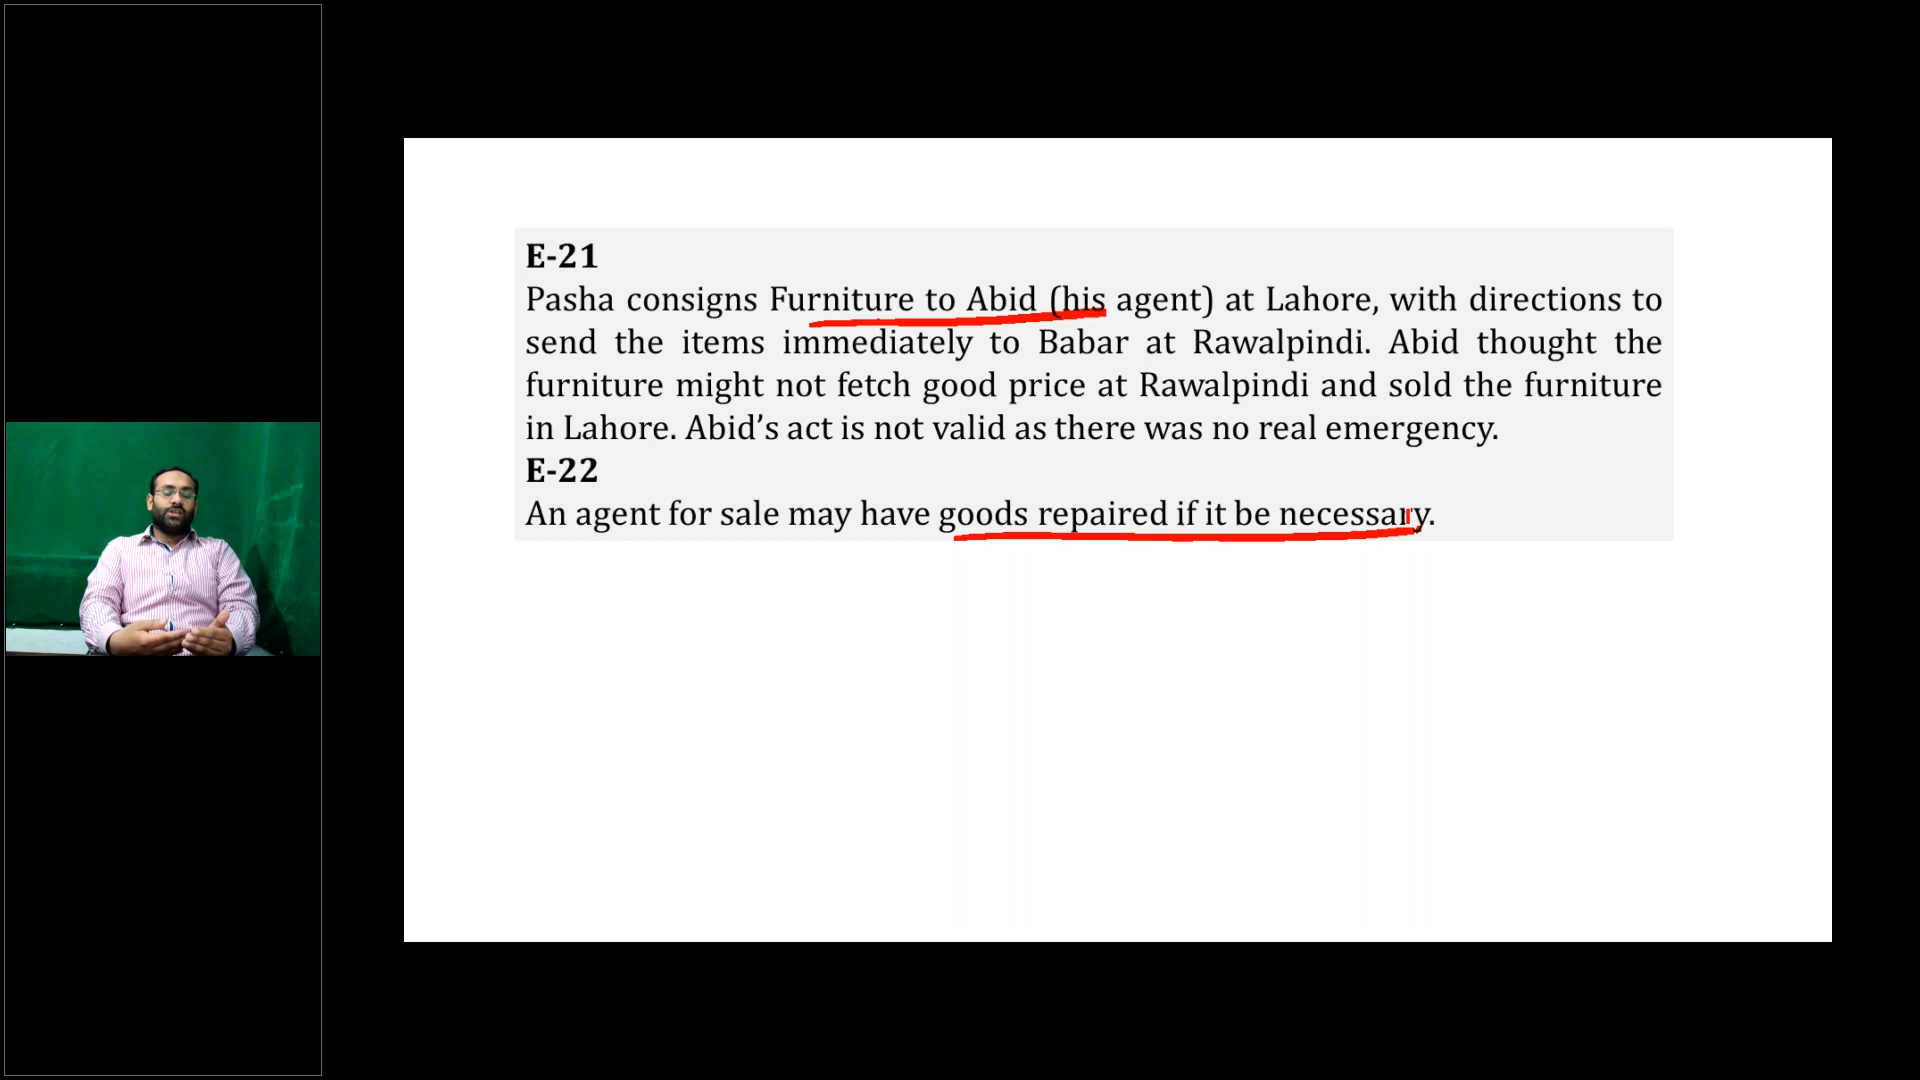 E-21
Pasha consigns Furniture to Abid (his agent) at Lahore, with directions to
send the items immediately to Babar at Rawalpindi. Abid thought the
furniture might not fetch good price at Rawalpindi and sold the furniture
in Lahore. Abid’s act is not valid as there was no real emergency.
E-22
An agent for sale may have goods repaired if it be necessary.